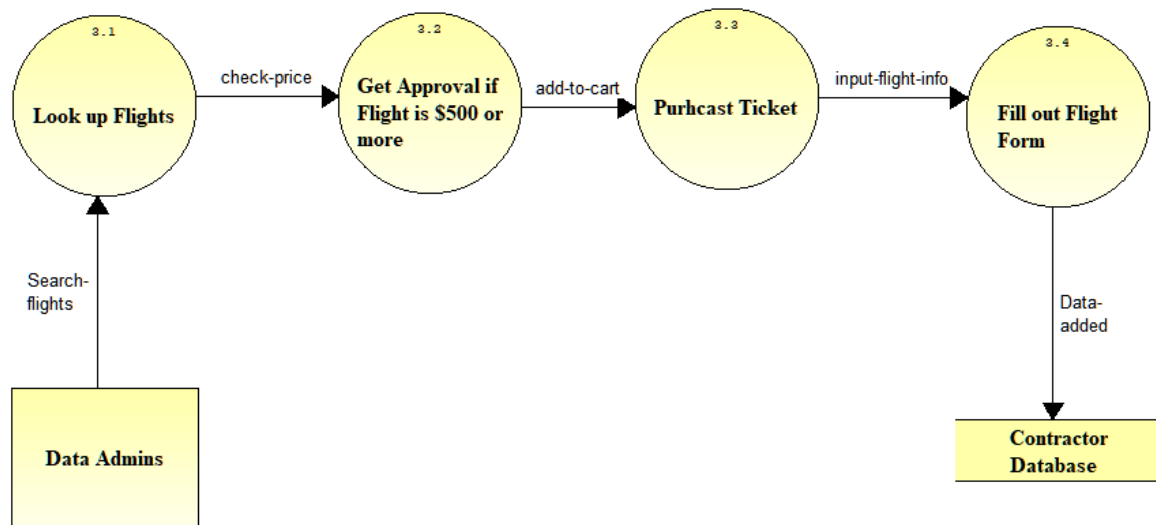 3.1
Look up Flights
check-price
3.2
Get Approval if
Flight is $500 or
more
add-to-cart
3.3
Purhcast Ticket
input-flight-info
3.4
Fill out Flight
Form
Search-
flights
Data-
added
Data Admins
Contractor
Database